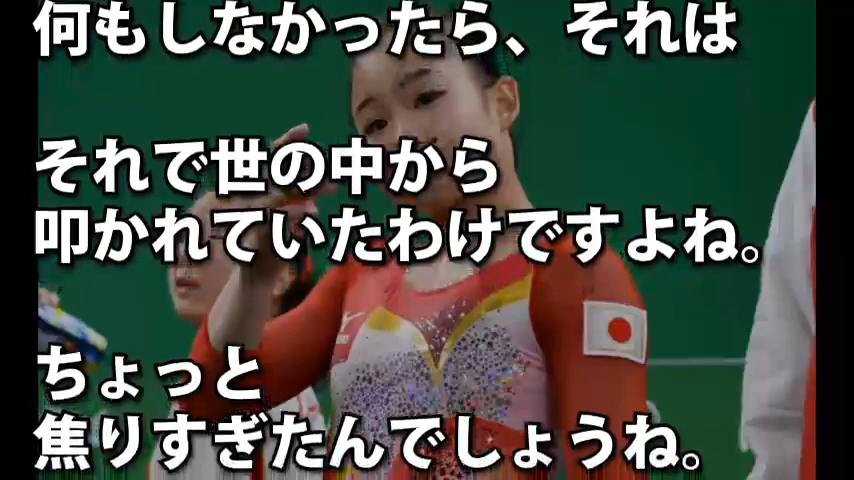 何もしなかったら、それは
それで世の中から
叩かれていたわけですよね。
ちょっと
焦りすぎたんでしょうね。